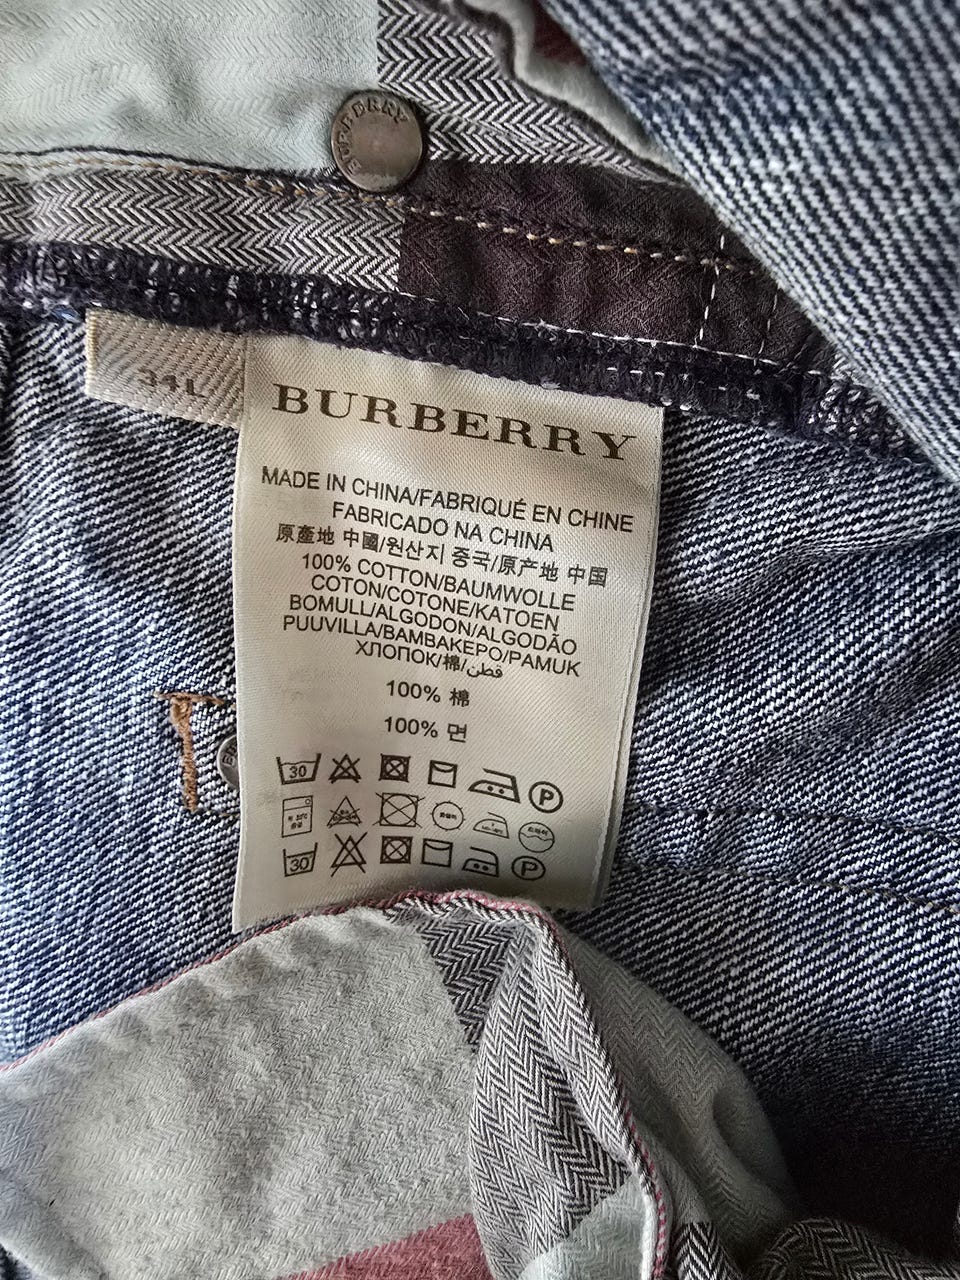 BURBERRY
34L
BURBERRY
MADE IN CHINA/FABRIQUÉ EN CHINE
FABRICADO NA CHINA
原產地 中國/원산지 중국/原产地 中国
100% COTTON/BAUMWOLLE
COTON/COTONE/KATOEN
BOMULL/ALGODON/ALGODÃO
PUUVILLA/BAMBAKEPO/PAMUK
ХЛОПОК/棉/قطن
100% 棉
100% 면
30 P
30 P